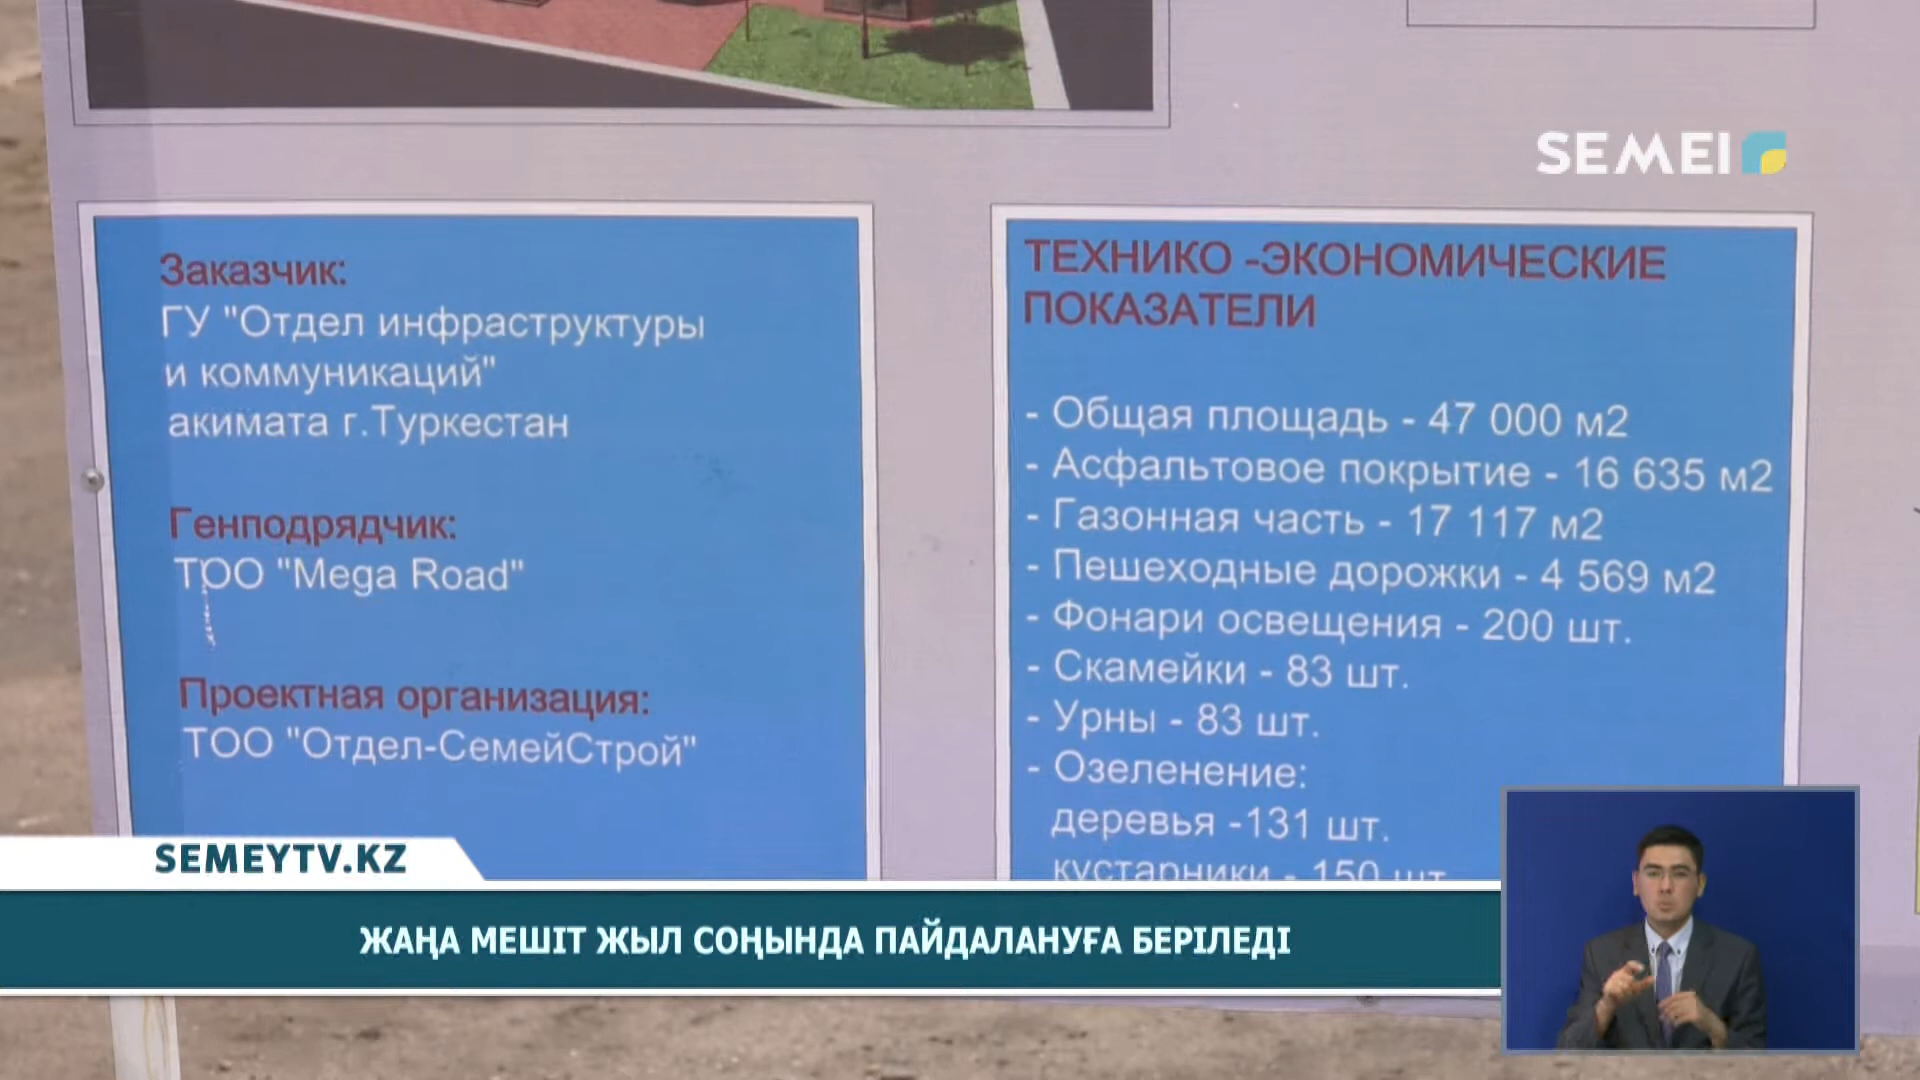 SEMEI
Заказчик:
ГУ "Отдел инфраструктуры
и коммуникаций"
акимата г.Туркестан
Генподрядчик:
ТОО "Mega Road"
Проектная организация:
ТОО "Отдел-СемейСтрой"
ТЕХНИКО -ЭКОНОМИЧЕСКИЕ
ПОКАЗАТЕЛИ
- Общая площадь - 47 000 м2
- Асфальтовое покрытие - 16 635 м2
- Газонная часть - 17 117 м2
- Пешеходные дорожки - 4 569 м2
- Фонари освещения - 200 шт.
- Скамейки - 83 шт.
- Урны - 83 шт.
- Озеленение:
деревья -131 шт.
кустарники - 150 шт
SEMEYTV.KZ
ЖАҢА МЕШІТ ЖЫЛ СОҢЫНДА ПАЙДАЛАНУҒА БЕРІЛЕДІ